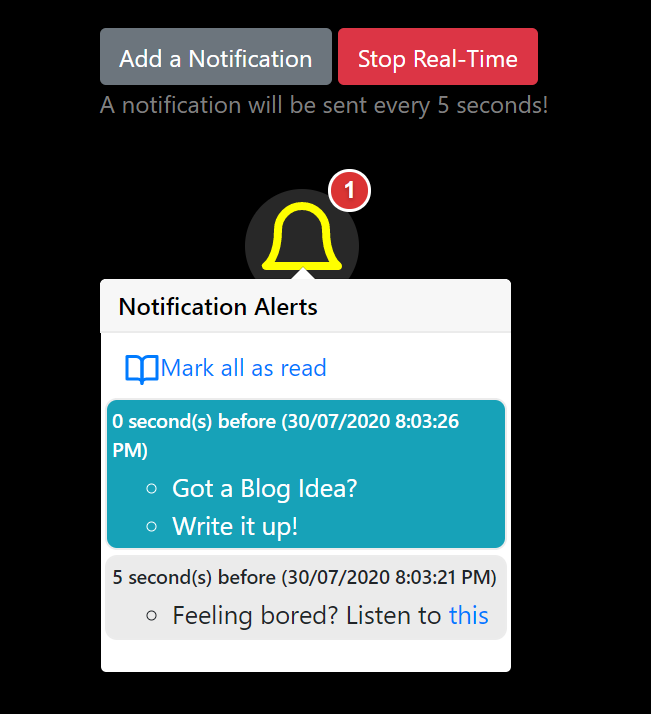 Add a Notification Stop Real-Time
A notification will be sent every 5 seconds!
1
Notification Alerts
Mark all as read
0 second(s) before (30/07/2020 8:03:26
PM)
Got a Blog Idea?
Write it up!
5 second(s) before (30/07/2020 8:03:21 PM)
Feeling bored? Listen to this